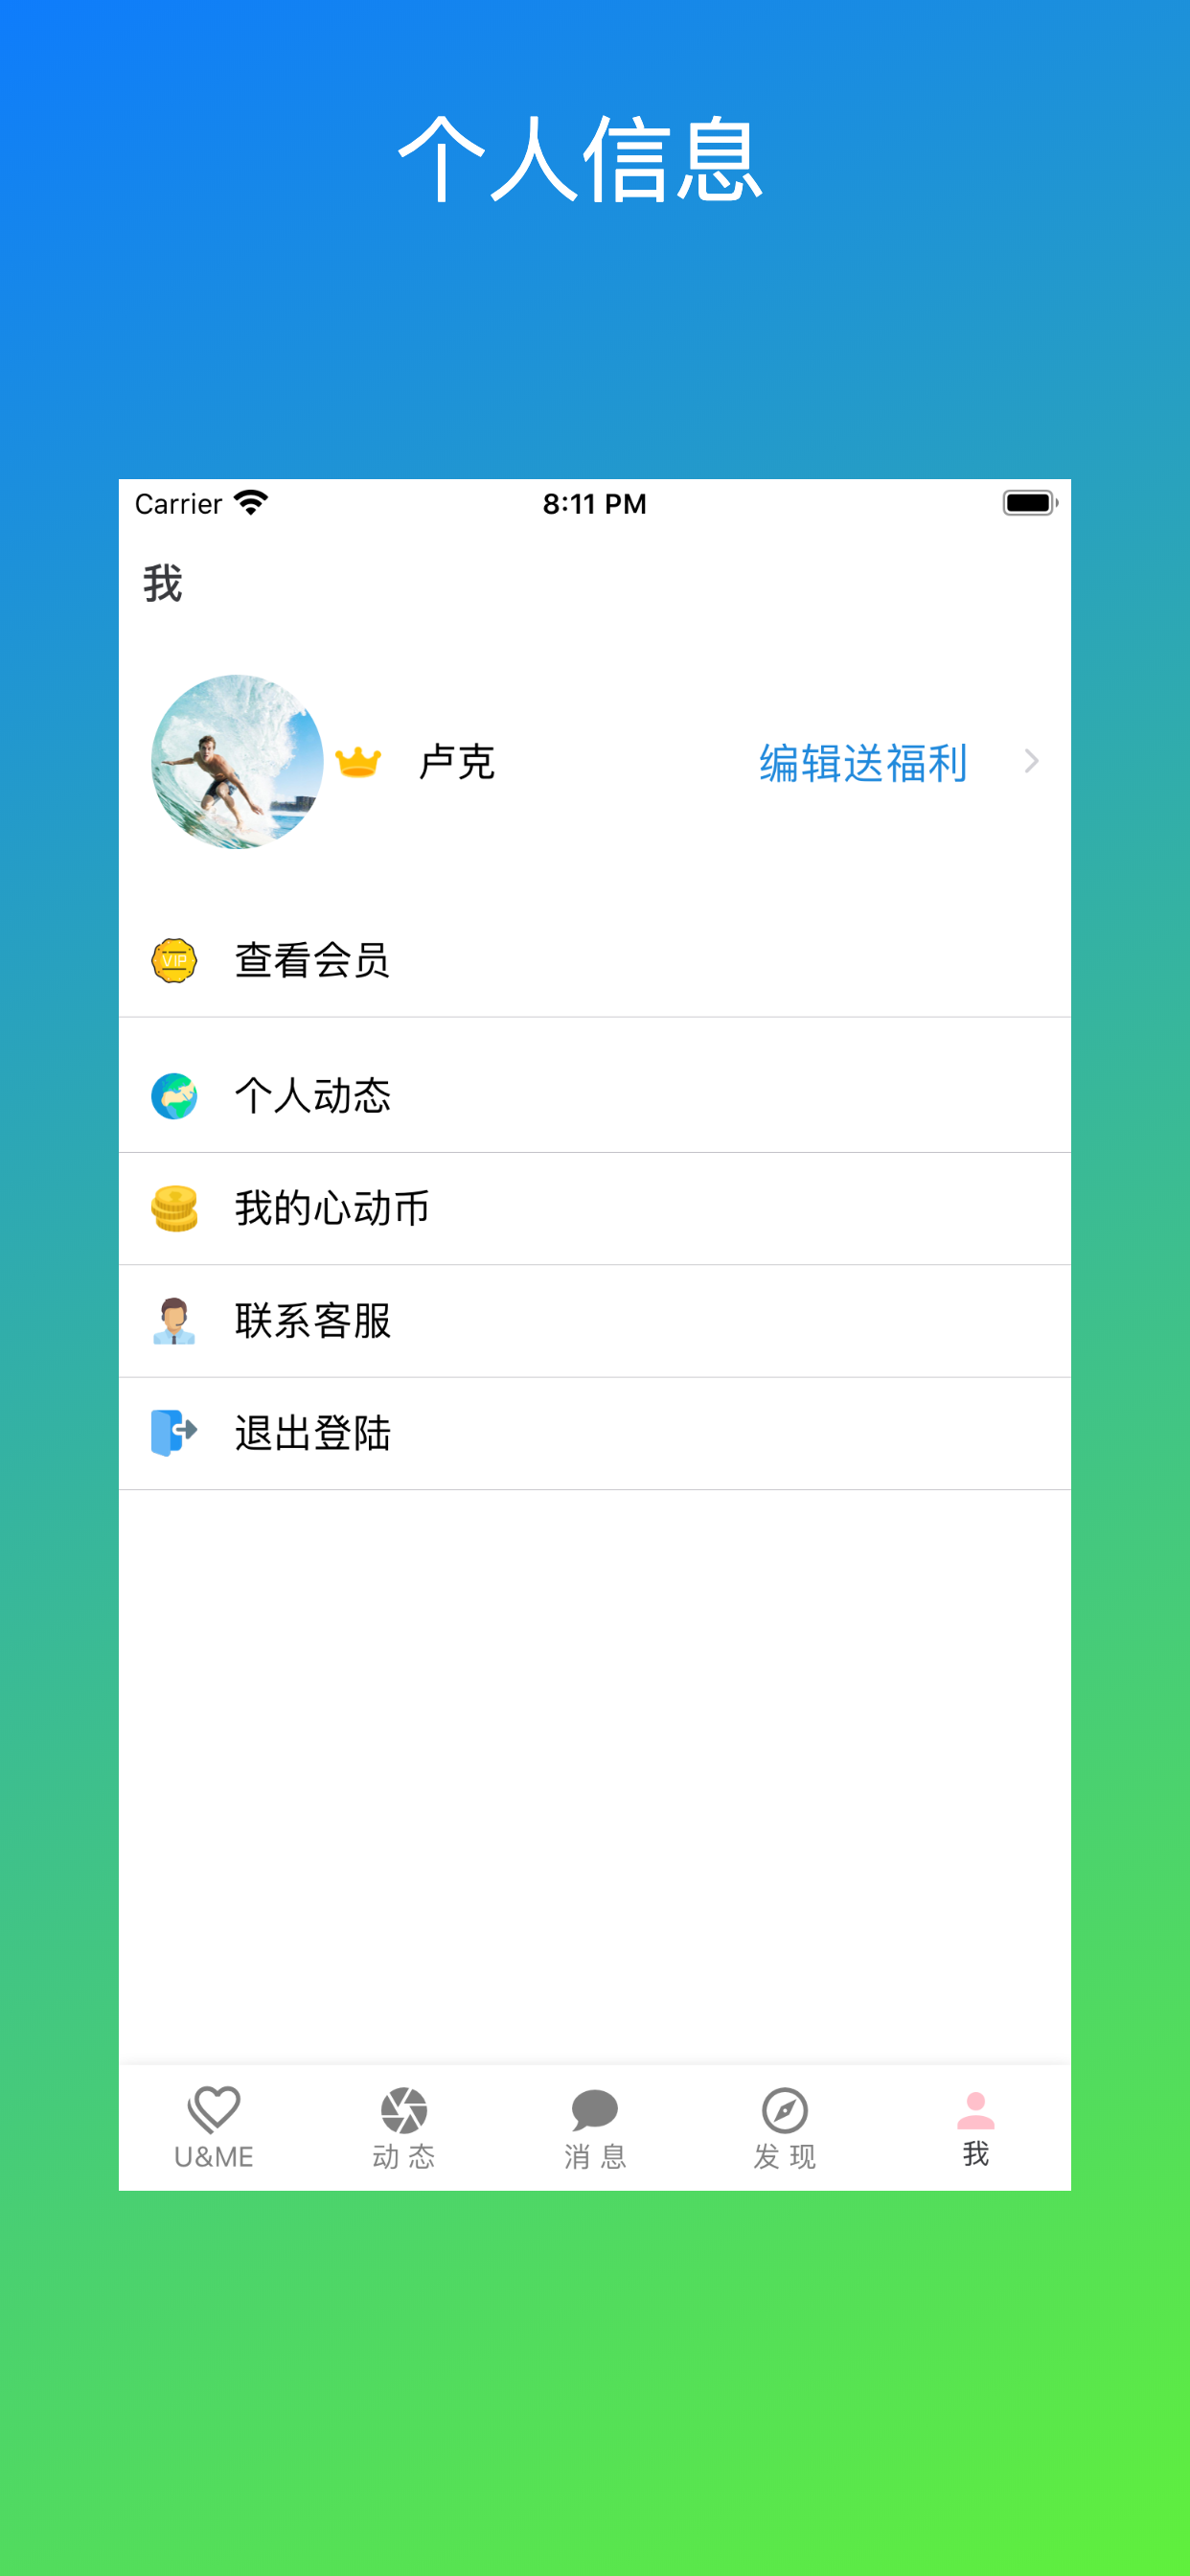 个人信息
Carrier 8:11 PM
我
卢克 编辑送福利
VIP 查看会员
个人动态
我的心动币
联系客服
退出登陆
U&ME 动态 消息 发现 我